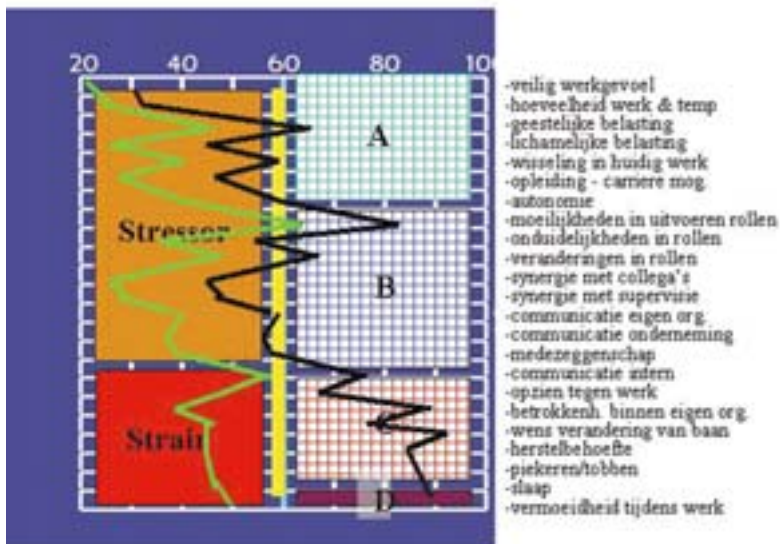 20 40 60 80 100
A
Stressor
B
Strain
C
D
-veilig werkgevoel
-hoeveelheid werk & temp
-geestelijke belasting
-lichamelijke belasting
-wisseling in huidig werk
-opleiding - carriere mog.
-autonomie
-moeilijkheden in uitvoeren rollen
-onduidelijkheden in rollen
-veranderingen in rollen
-synergie met collega's
-synergie met supervisie
-communicatie eigen org.
-communicatie onderneming
-medezeggenschap
-communicatie intern
-opzien tegen werk
-betrokkenh. binnen eigen org.
-wens verandering van baan
-herstelbehoefte
-piekeren/tobben
-slaap
-vermoeidheid tijdens werk